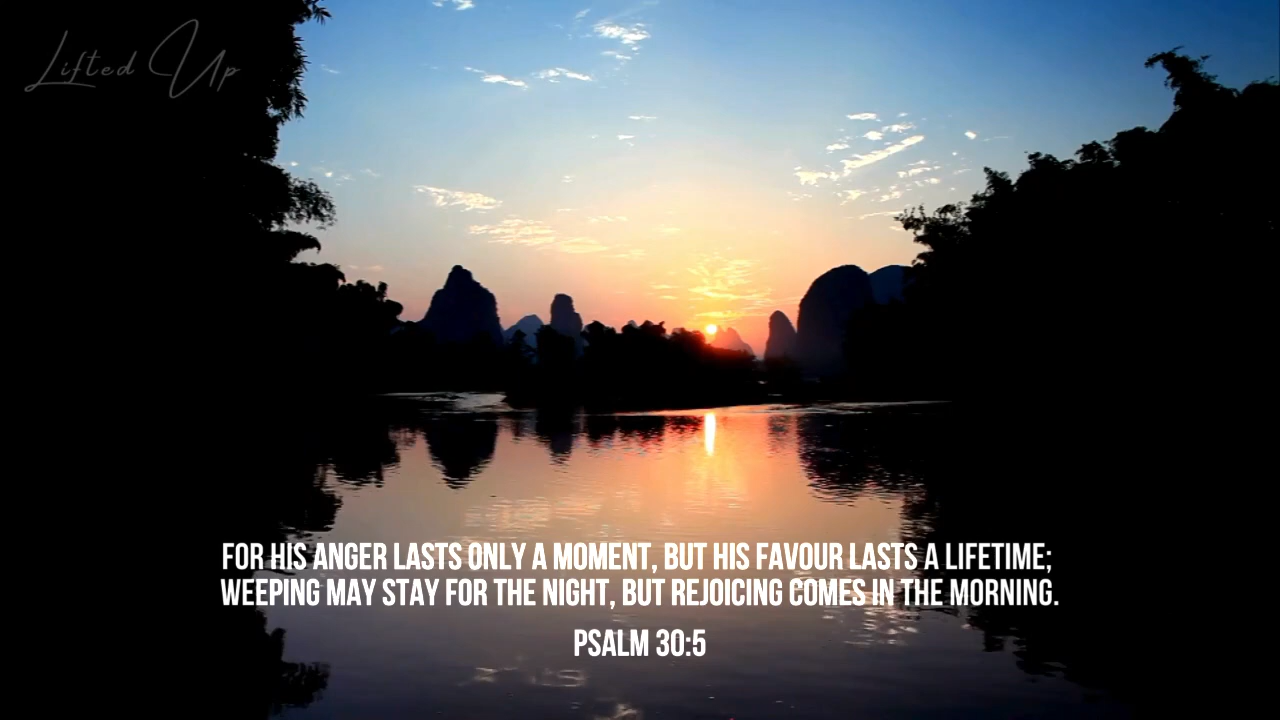 Lifted Up
FOR HIS ANGER LASTS ONLY A MOMENT, BUT HIS FAVOUR LASTS A LIFETIME;
WEEPING MAY STAY FOR THE NIGHT, BUT REJOICING COMES IN THE MORNING.
PSALM 30:5